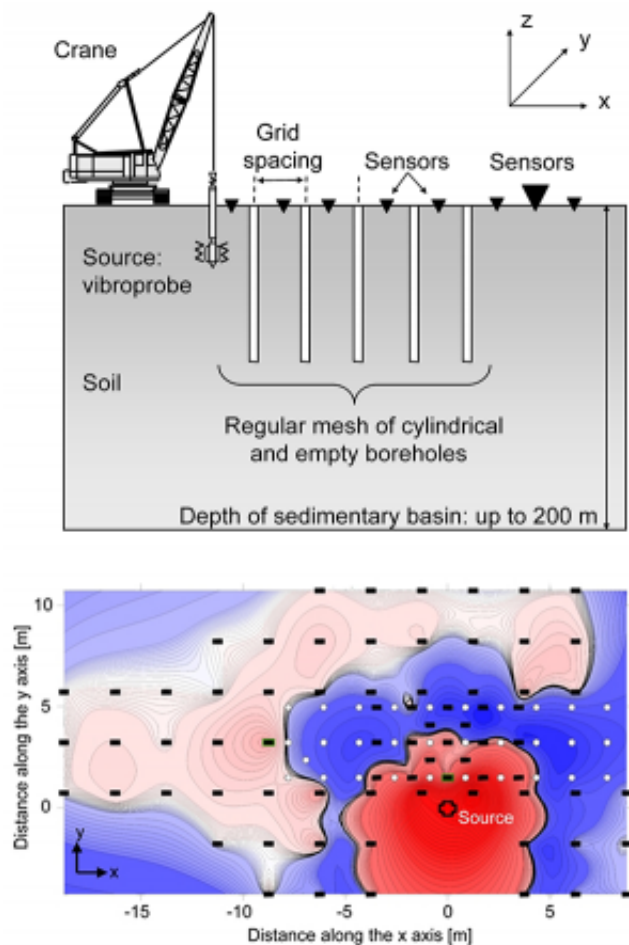 Crane
z
y
x
Grid
spacing
Sensors
Sensors
Source:
vibroprobe
Soil
Regular mesh of cylindrical
and empty boreholes
Depth of sedimentary basin: up to 200 m
Distance along the y axis [m]
10
5
0
Source
y
x
-15 -10 -5 0 5
Distance along the x axis [m]